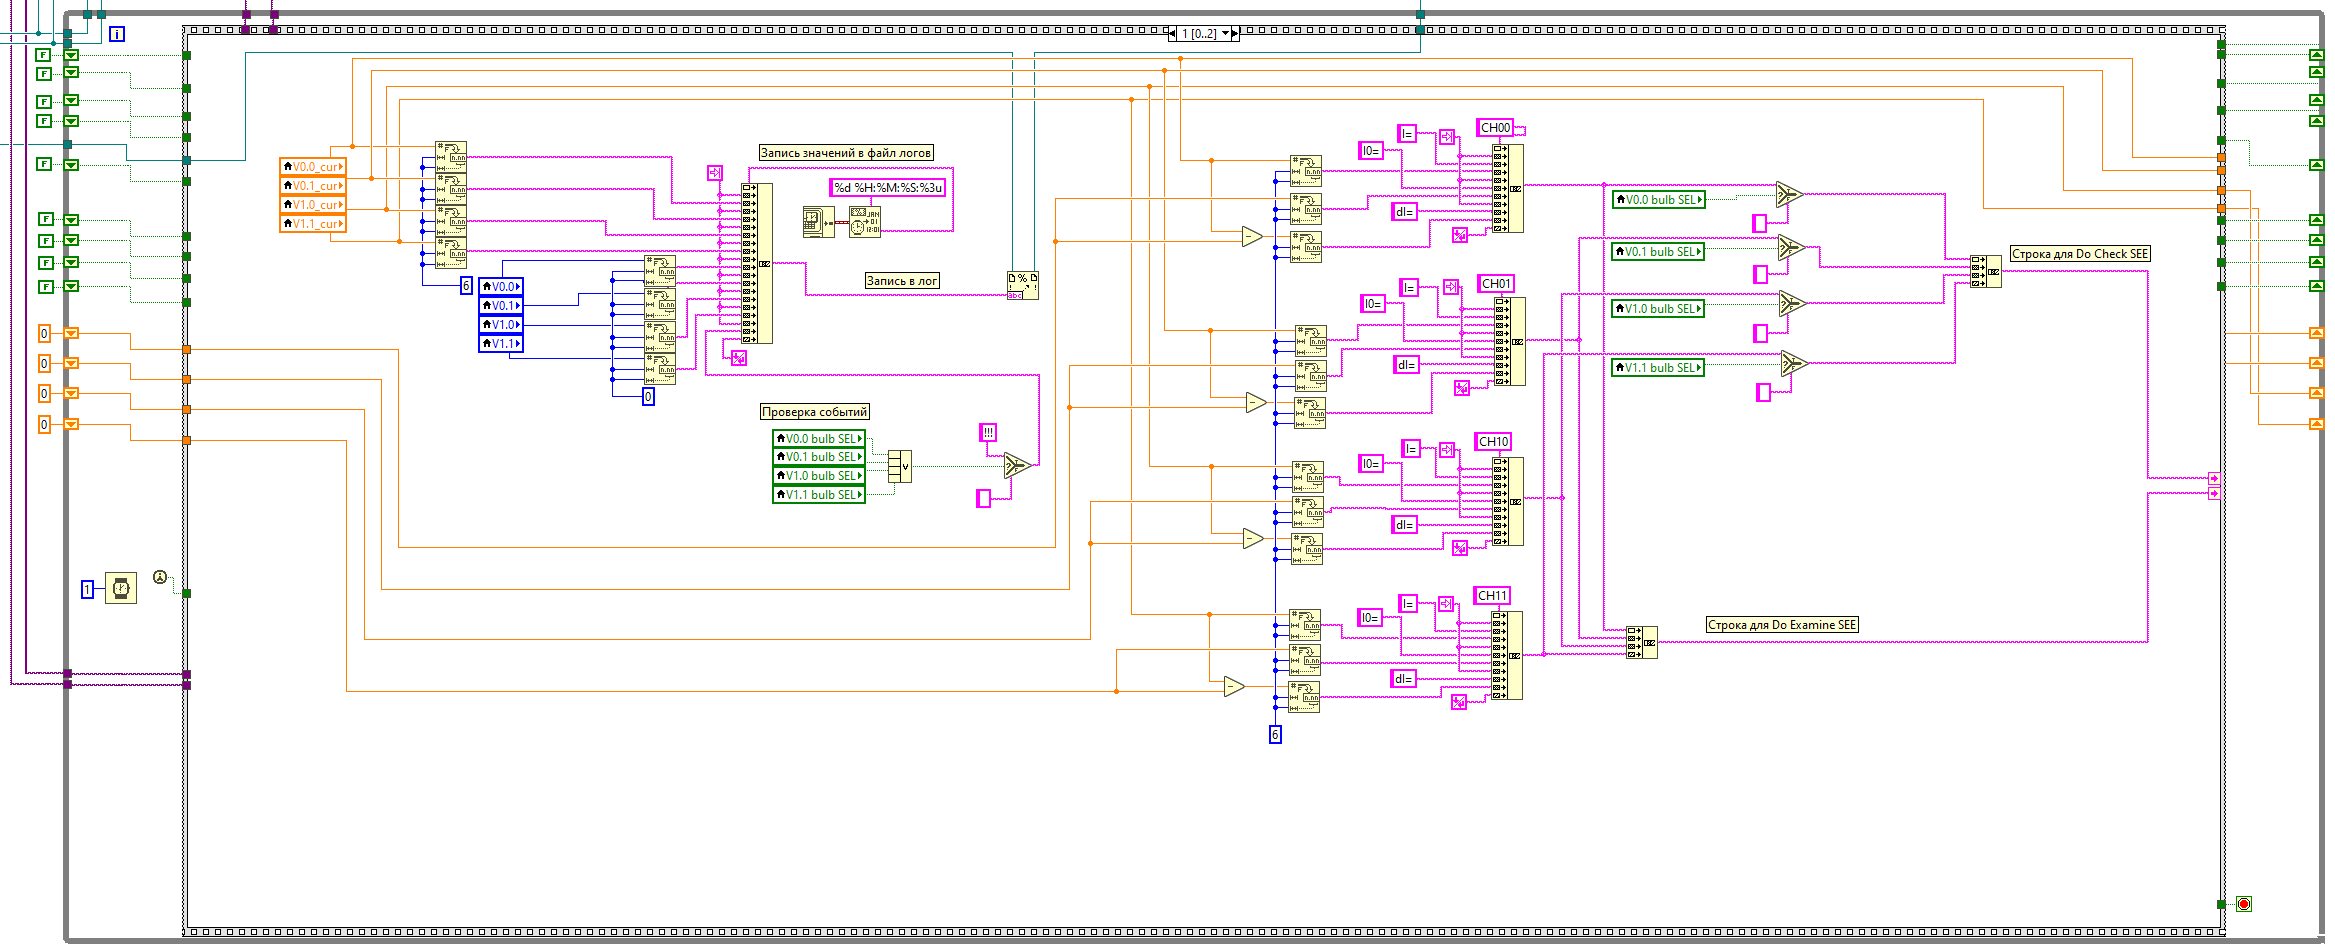 i
1 [0..2]
F
F
F
F
F
F
F
F
F
0
0
0
0
1
V0.0_cur
V0.1_cur
V1.0_cur
V1.1_cur
6
V0.0
V0.1
V1.0
V1.1
0
Запись значений в файл логов
%d %H:%M:%S:%3u
Запись в лог
Проверка событий
V0.0 bulb SEL
V0.1 bulb SEL
V1.0 bulb SEL
V1.1 bulb SEL
!!!
I0=
I=
CH00
dI=
I0=
I=
CH01
dI=
I0=
I=
CH10
dI=
I0=
I=
CH11
dI=
6
V0.0 bulb SEL
V0.1 bulb SEL
V1.0 bulb SEL
V1.1 bulb SEL
Строка для Do Check SEE
Строка для Do Examine SEE